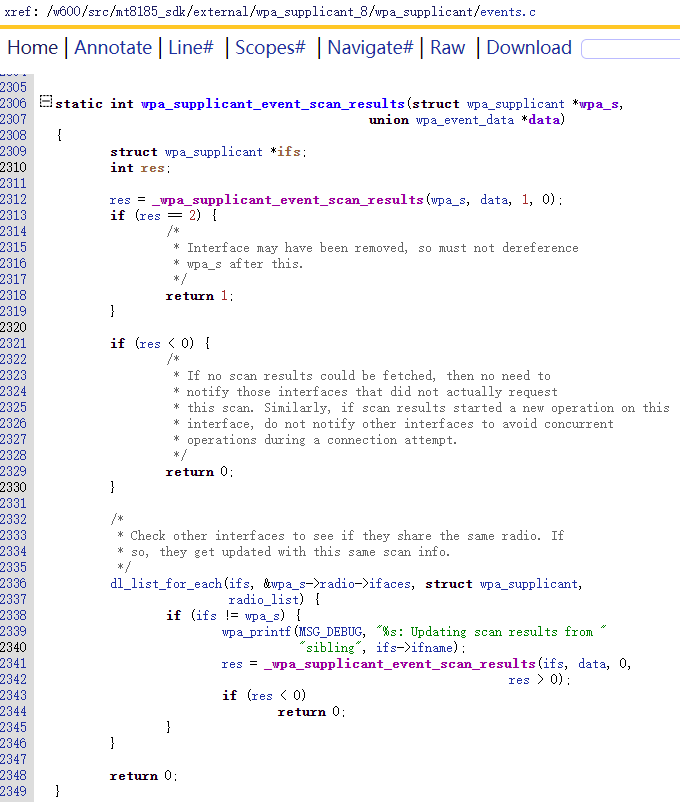 xref: /w600/src/mt8185_sdk/external/wpa_supplicant_8/wpa_supplicant/events.c
Home | Annotate | Line# | Scopes# | Navigate# | Raw | Download
2305
2306 static int wpa_supplicant_event_scan_results(struct wpa_supplicant *wpa_s,
2307 union wpa_event_data *data)
2308 {
2309 struct wpa_supplicant *ifs;
2310 int res;
2311
2312 res = _wpa_supplicant_event_scan_results(wpa_s, data, 1, 0);
2313 if (res == 2) {
2314 /*
2315 * Interface may have been removed, so must not dereference
2316 * wpa_s after this.
2317 */
2318 return 1;
2319 }
2320
2321 if (res < 0) {
2322 /*
2323 * If no scan results could be fetched, then no need to
2324 * notify those interfaces that did not actually request
2325 * this scan. Similarly, if scan results started a new operation on this
2326 * interface, do not notify other interfaces to avoid concurrent
2327 * operations during a connection attempt.
2328 */
2329 return 0;
2330 }
2331
2332 /*
2333 * Check other interfaces to see if they share the same radio. If
2334 * so, they get updated with this same scan info.
2335 */
2336 dl_list_for_each(ifs, &wpa_s->radio->ifaces, struct wpa_supplicant,
2337 radio_list) {
2338 if (ifs != wpa_s) {
2339 wpa_printf(MSG_DEBUG, "%s: Updating scan results from "
2340 "sibling", ifs->ifname);
2341 res = _wpa_supplicant_event_scan_results(ifs, data, 0,
2342 res > 0);
2343 if (res < 0)
2344 return 0;
2345 }
2346 }
2347
2348 return 0;
2349 }